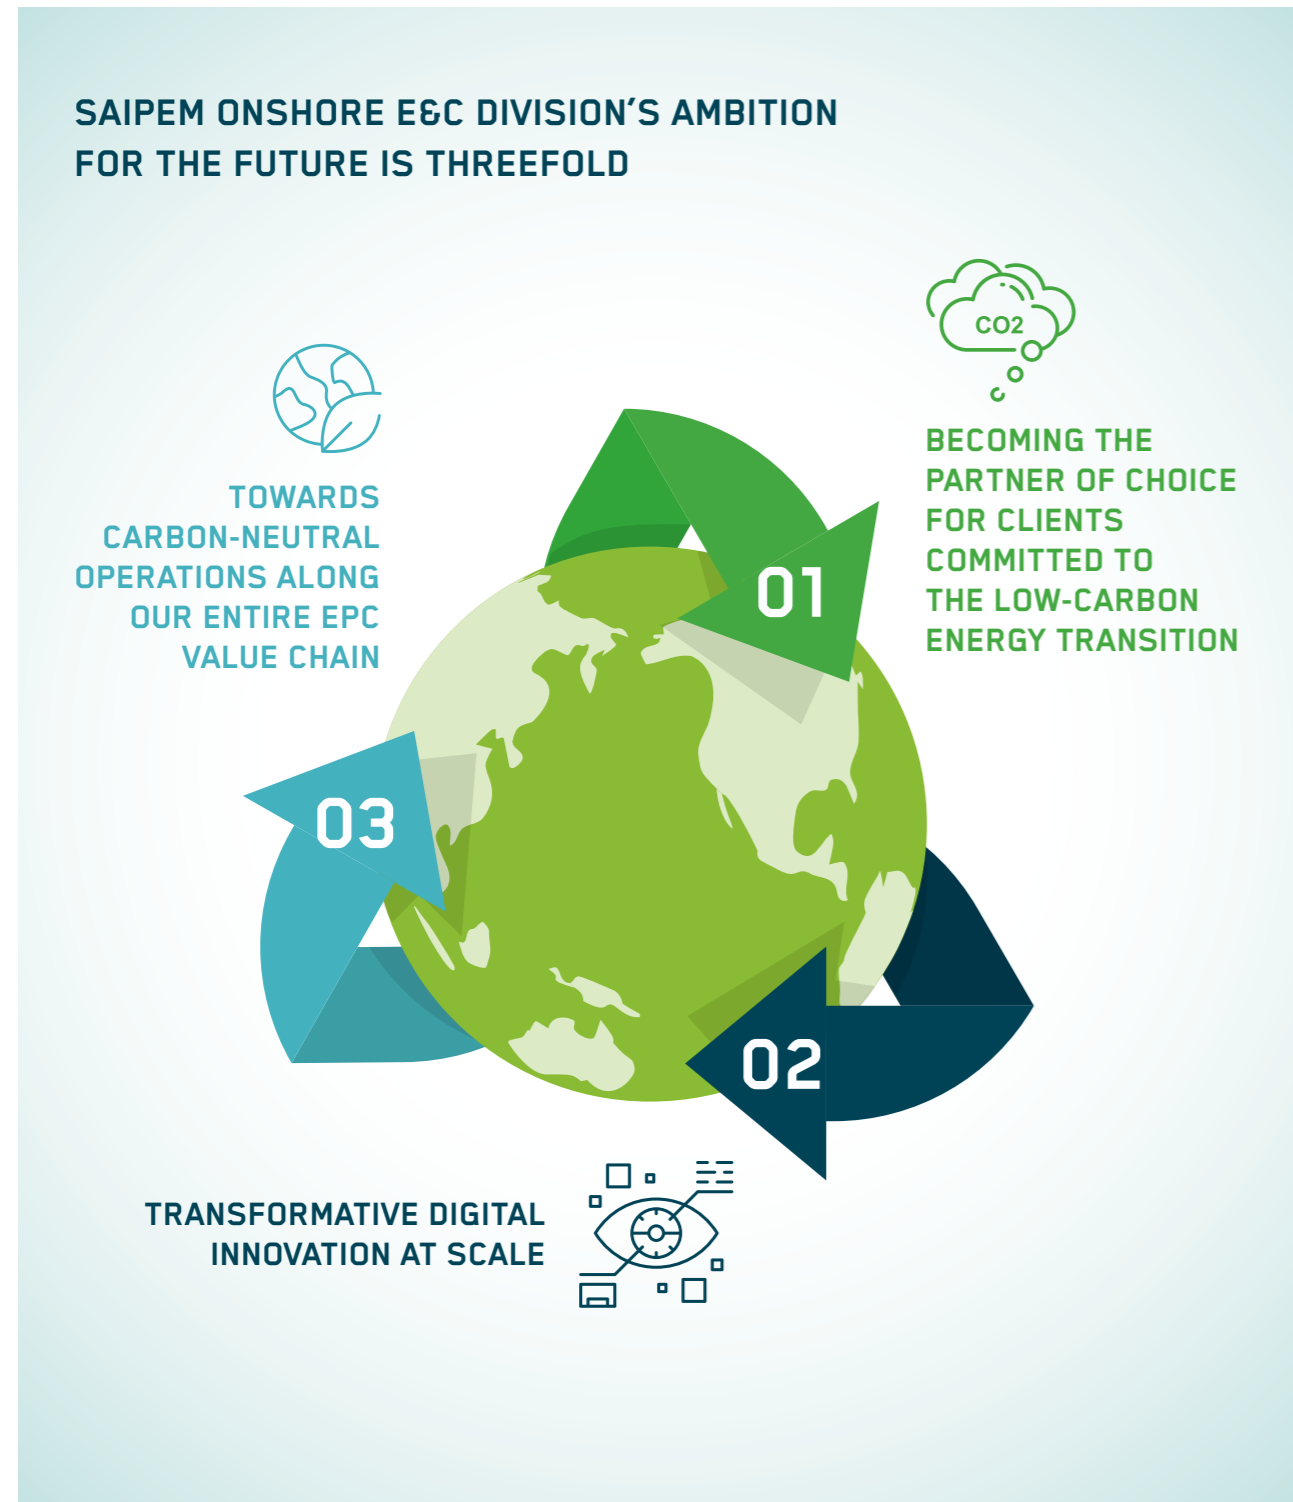 SAIPEM ONSHORE E&C DIVISION'S AMBITION
FOR THE FUTURE IS THREEFOLD
CO2
BECOMING THE
PARTNER OF CHOICE
FOR CLIENTS
COMMITTED TO
THE LOW-CARBON
ENERGY TRANSITION
01
TOWARDS
CARBON-NEUTRAL
OPERATIONS ALONG
OUR ENTIRE EPC
VALUE CHAIN
03
02
TRANSFORMATIVE DIGITAL
INNOVATION AT SCALE